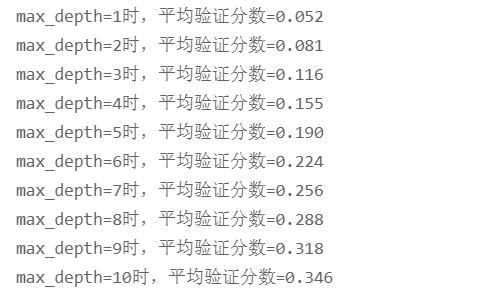 max_depth=1时，平均验证分数=0.052
max_depth=2时，平均验证分数=0.081
max_depth=3时，平均验证分数=0.116
max_depth=4时，平均验证分数=0.155
max_depth=5时，平均验证分数=0.190
max_depth=6时，平均验证分数=0.224
max_depth=7时，平均验证分数=0.256
max_depth=8时，平均验证分数=0.288
max_depth=9时，平均验证分数=0.318
max_depth=10时，平均验证分数=0.346